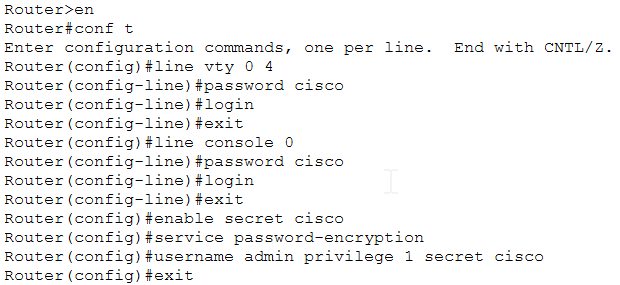 Router>en
Router#conf t
Enter configuration commands, one per line.  End with CNTL/Z.
Router(config)#line vty 0 4
Router(config-line)#password cisco
Router(config-line)#login
Router(config-line)#exit
Router(config)#line console 0
Router(config-line)#password cisco
Router(config-line)#login
Router(config-line)#exit
Router(config)#enable secret cisco
Router(config)#service password-encryption
Router(config)#username admin privilege 1 secret cisco
Router(config)#exit